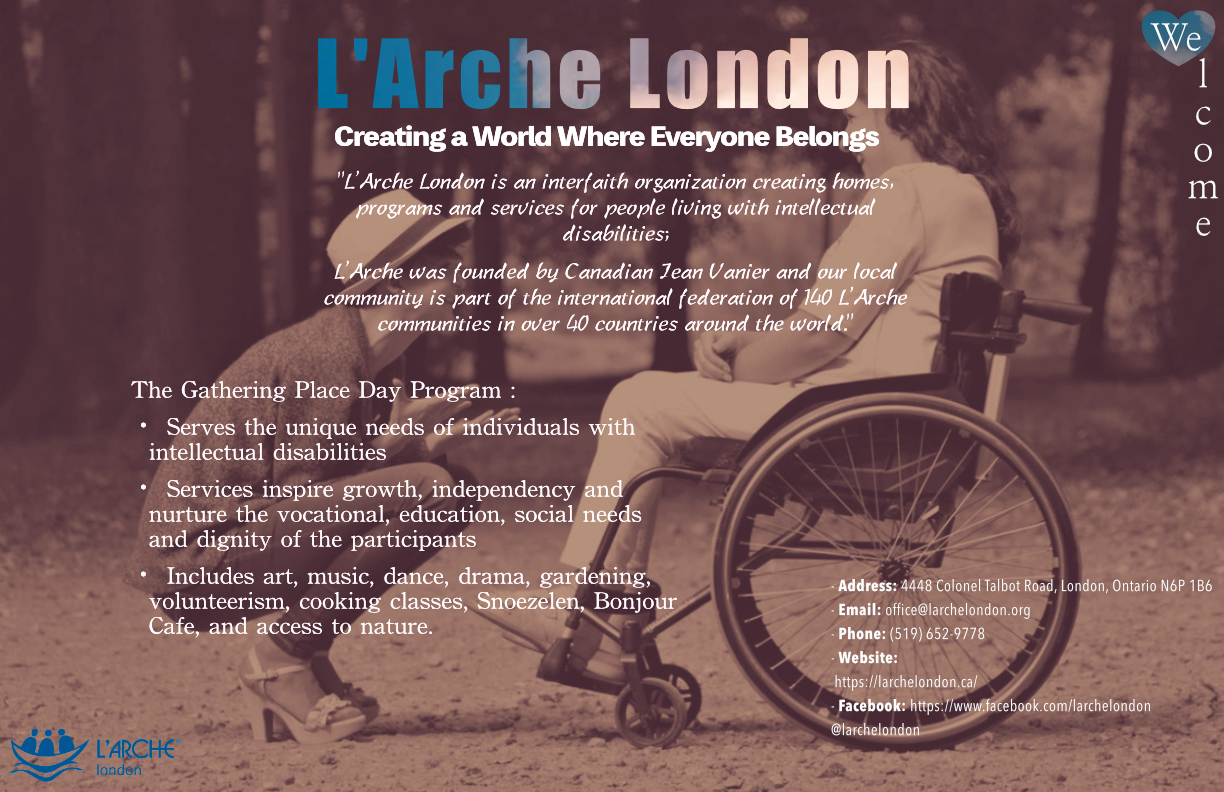 We
l
c
o
m
e
L'Arche London
Creating a World Where Everyone Belongs
"L'Arche London is an interfaith organization creating homes,
programs and services for people living with intellectual
disabilities;
L'Arche was founded by Canadian Jean Vanier and our local
community is part of the international federation of 140 L'Arche
communities in over 40 countries around the world."
The Gathering Place Day Program :
• Serves the unique needs of individuals with
intellectual disabilities
• Services inspire growth, independency and
nurture the vocational, education, social needs
and dignity of the participants
• Includes art, music, dance, drama, gardening,
volunteerism, cooking classes, Snoezelen, Bonjour
Cafe, and access to nature.
· Address: 4448 Colonel Talbot Road, London, Ontario N6P 1B6
· Email: office@larchelondon.org
· Phone: (519) 652-9778
· Website:
https://larchelondon.ca/
· Facebook: https://www.facebook.com/larchelondon
@larchelondon
L'ARCHE
london